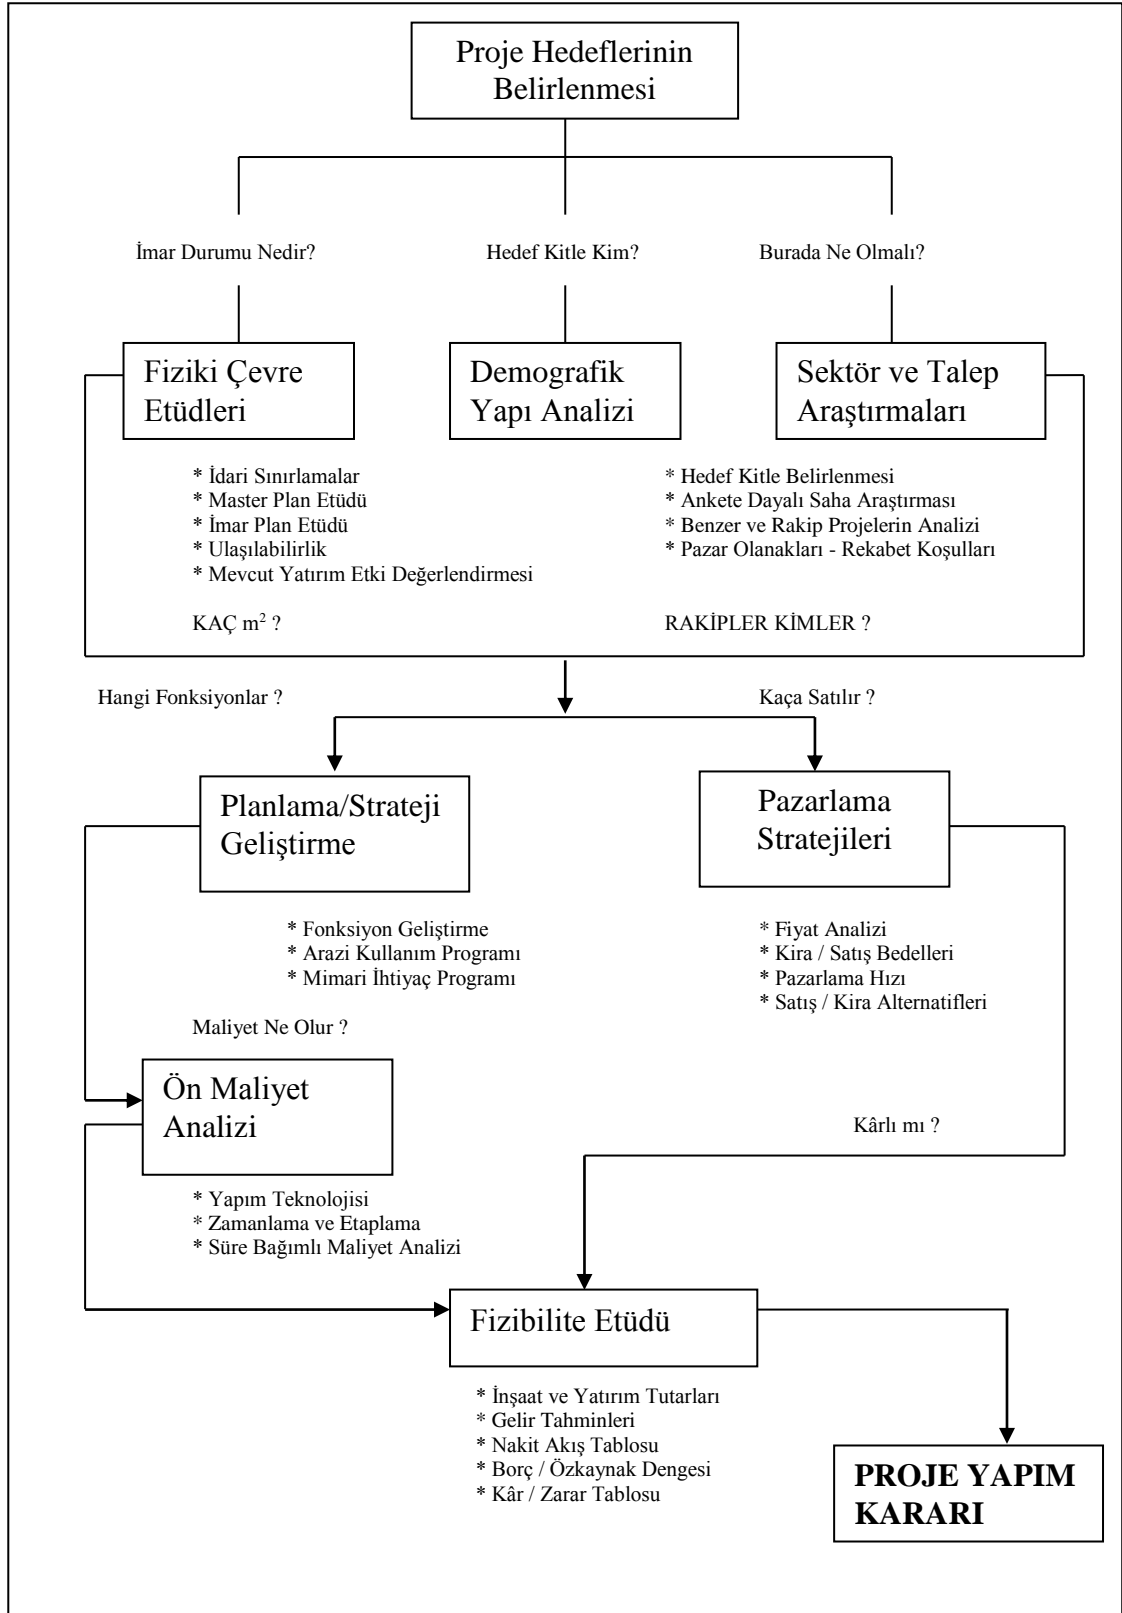 Proje Hedeflerinin
Belirlenmesi
İmar Durumu Nedir?
Hedef Kitle Kim?
Burada Ne Olmalı?
Fiziki Çevre
Etüdleri
Demografik
Yapı Analizi
Sektör ve Talep
Araştırmaları
* İdari Sınırlamalar
* Master Plan Etüdü
* İmar Plan Etüdü
* Ulaşılabilirlik
* Mevcut Yatırım Etki Değerlendirmesi
* Hedef Kitle Belirlenmesi
* Ankete Dayalı Saha Araştırması
* Benzer ve Rakip Projelerin Analizi
* Pazar Olanakları - Rekabet Koşulları
KAÇ m² ?
RAKİPLER KİMLER ?
Hangi Fonksiyonlar ?
Kaça Satılır ?
Planlama/Strateji
Geliştirme
Pazarlama
Stratejileri
* Fonksiyon Geliştirme
* Arazi Kullanım Programı
* Mimari İhtiyaç Programı
* Fiyat Analizi
* Kira / Satış Bedelleri
* Pazarlama Hızı
* Satış / Kira Alternatifleri
Maliyet Ne Olur ?
Ön Maliyet
Analizi
Kârlı mı ?
* Yapım Teknolojisi
* Zamanlama ve Etaplama
* Süre Bağımlı Maliyet Analizi
Fizibilite Etüdü
* İnşaat ve Yatırım Tutarları
* Gelir Tahminleri
* Nakit Akış Tablosu
* Borç / Özkaynak Dengesi
* Kâr / Zarar Tablosu
PROJE YAPIM
KARARI